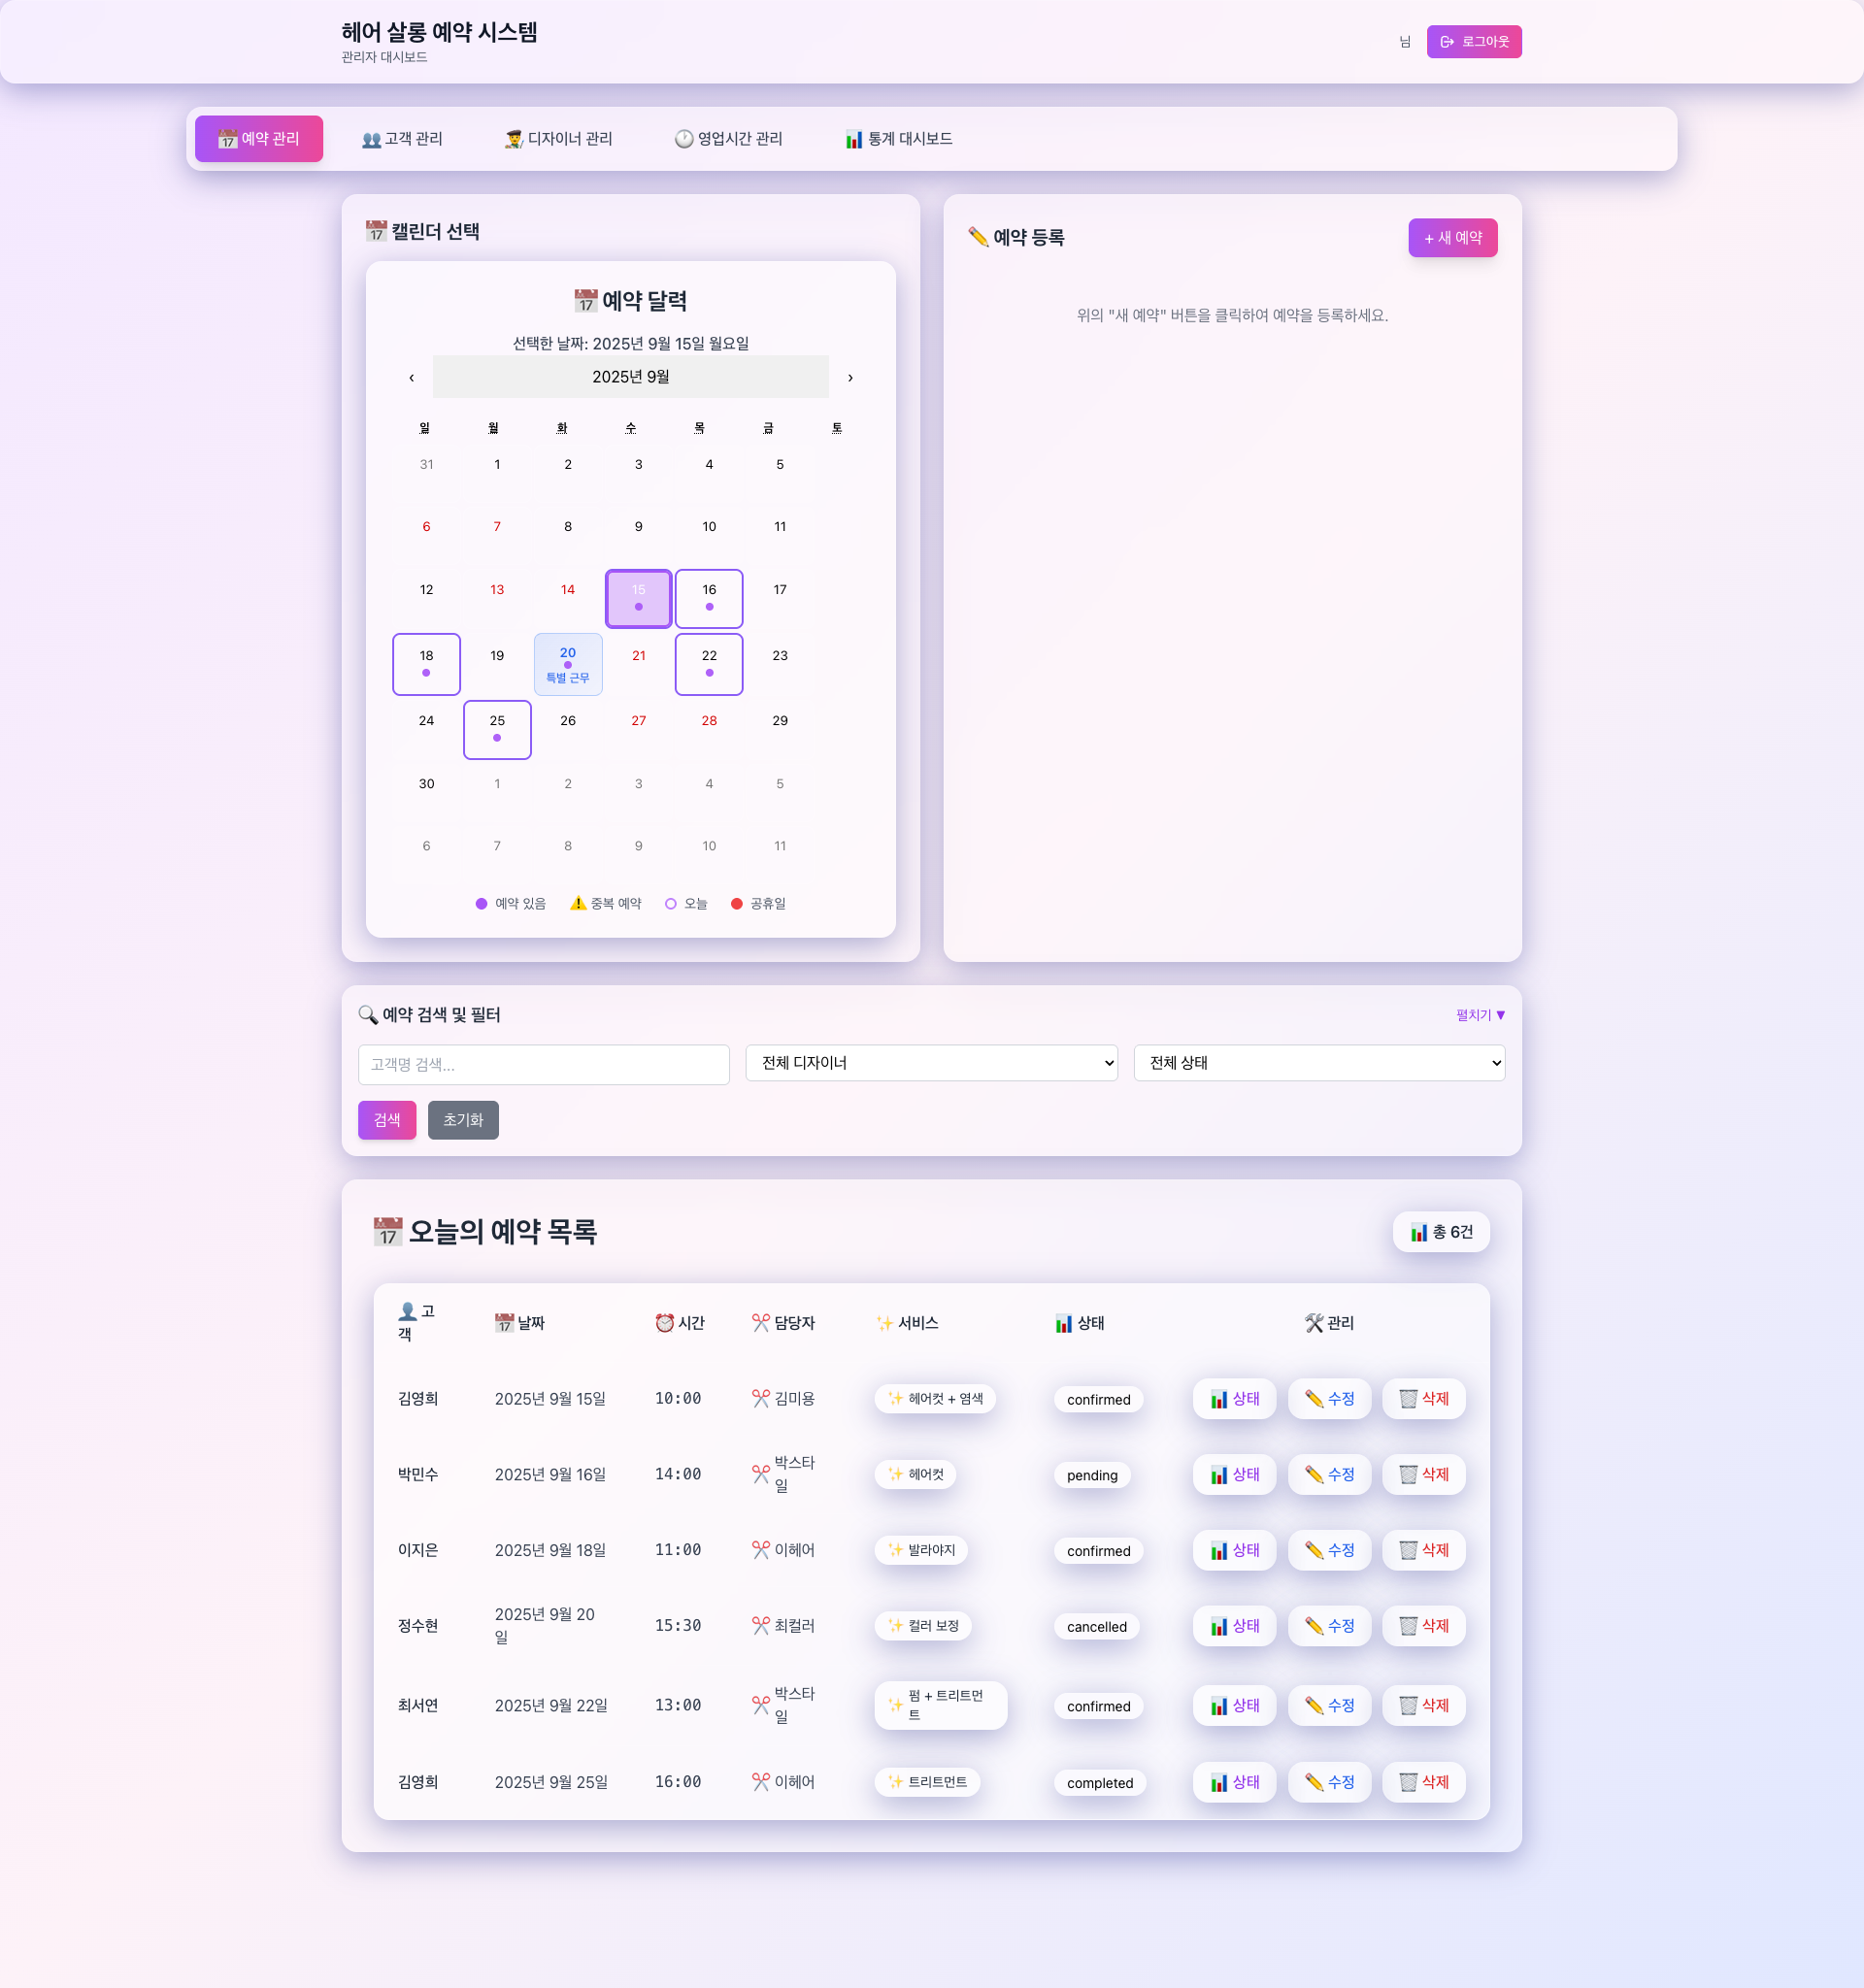 헤어 살롱 예약 시스템
관리자 대시보드
님
로그아웃
예약 관리
고객 관리
디자이너 관리
영업시간 관리
통계 대시보드
캘린더 선택
예약 달력
선택한 날짜: 2025년 9월 15일 월요일
‹ 2025년 9월 ›
일 월 화 수 목 금 토
31 1 2 3 4 5
6 7 8 9 10 11
12 13 14 15 16 17
18 19 20 21 22 23
특별 근무
24 25 26 27 28 29
30 1 2 3 4 5
6 7 8 9 10 11
예약 있음 중복 예약 오늘 공휴일
예약 등록
+ 새 예약
위의 "새 예약" 버튼을 클릭하여 예약을 등록하세요.
예약 검색 및 필터
펼치기 ▼
고객명 검색...
전체 디자이너
전체 상태
검색
초기화
오늘의 예약 목록
총 6건
고
객
날짜 시간 담당자 서비스 상태 관리
김영희 2025년 9월 15일 10:00 김미용 헤어컷 + 염색 confirmed 상태 수정 삭제
박민수 2025년 9월 16일 14:00 박스타
일
헤어컷 pending 상태 수정 삭제
이지은 2025년 9월 18일 11:00 이헤어 발라야지 confirmed 상태 수정 삭제
정수현 2025년 9월 20
일
15:30 최컬러 컬러 보정 cancelled 상태 수정 삭제
최서연 2025년 9월 22일 13:00 박스타
일
펌 + 트리트먼
트
confirmed 상태 수정 삭제
김영희 2025년 9월 25일 16:00 이헤어 트리트먼트 completed 상태 수정 삭제